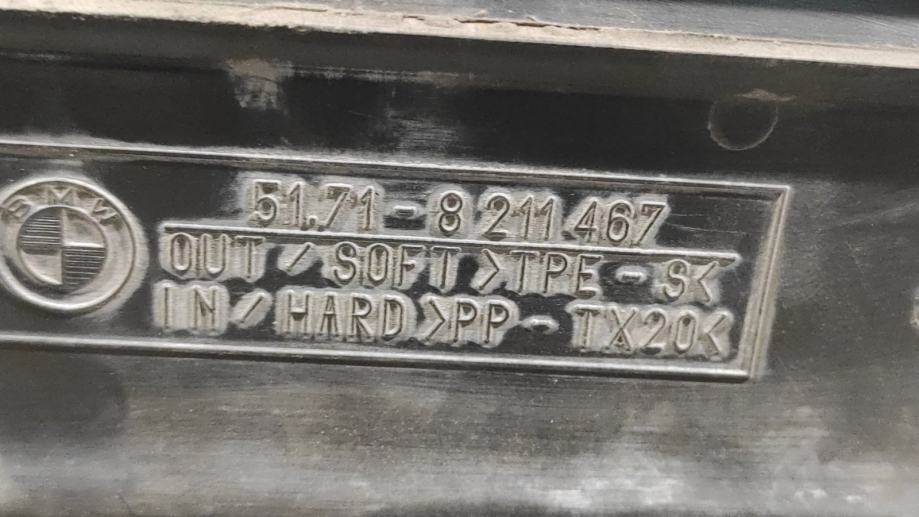 BMW
51.71-8 211 467
OUT/SOFT >TPE-S<
IN/HARD >PP-TX20<